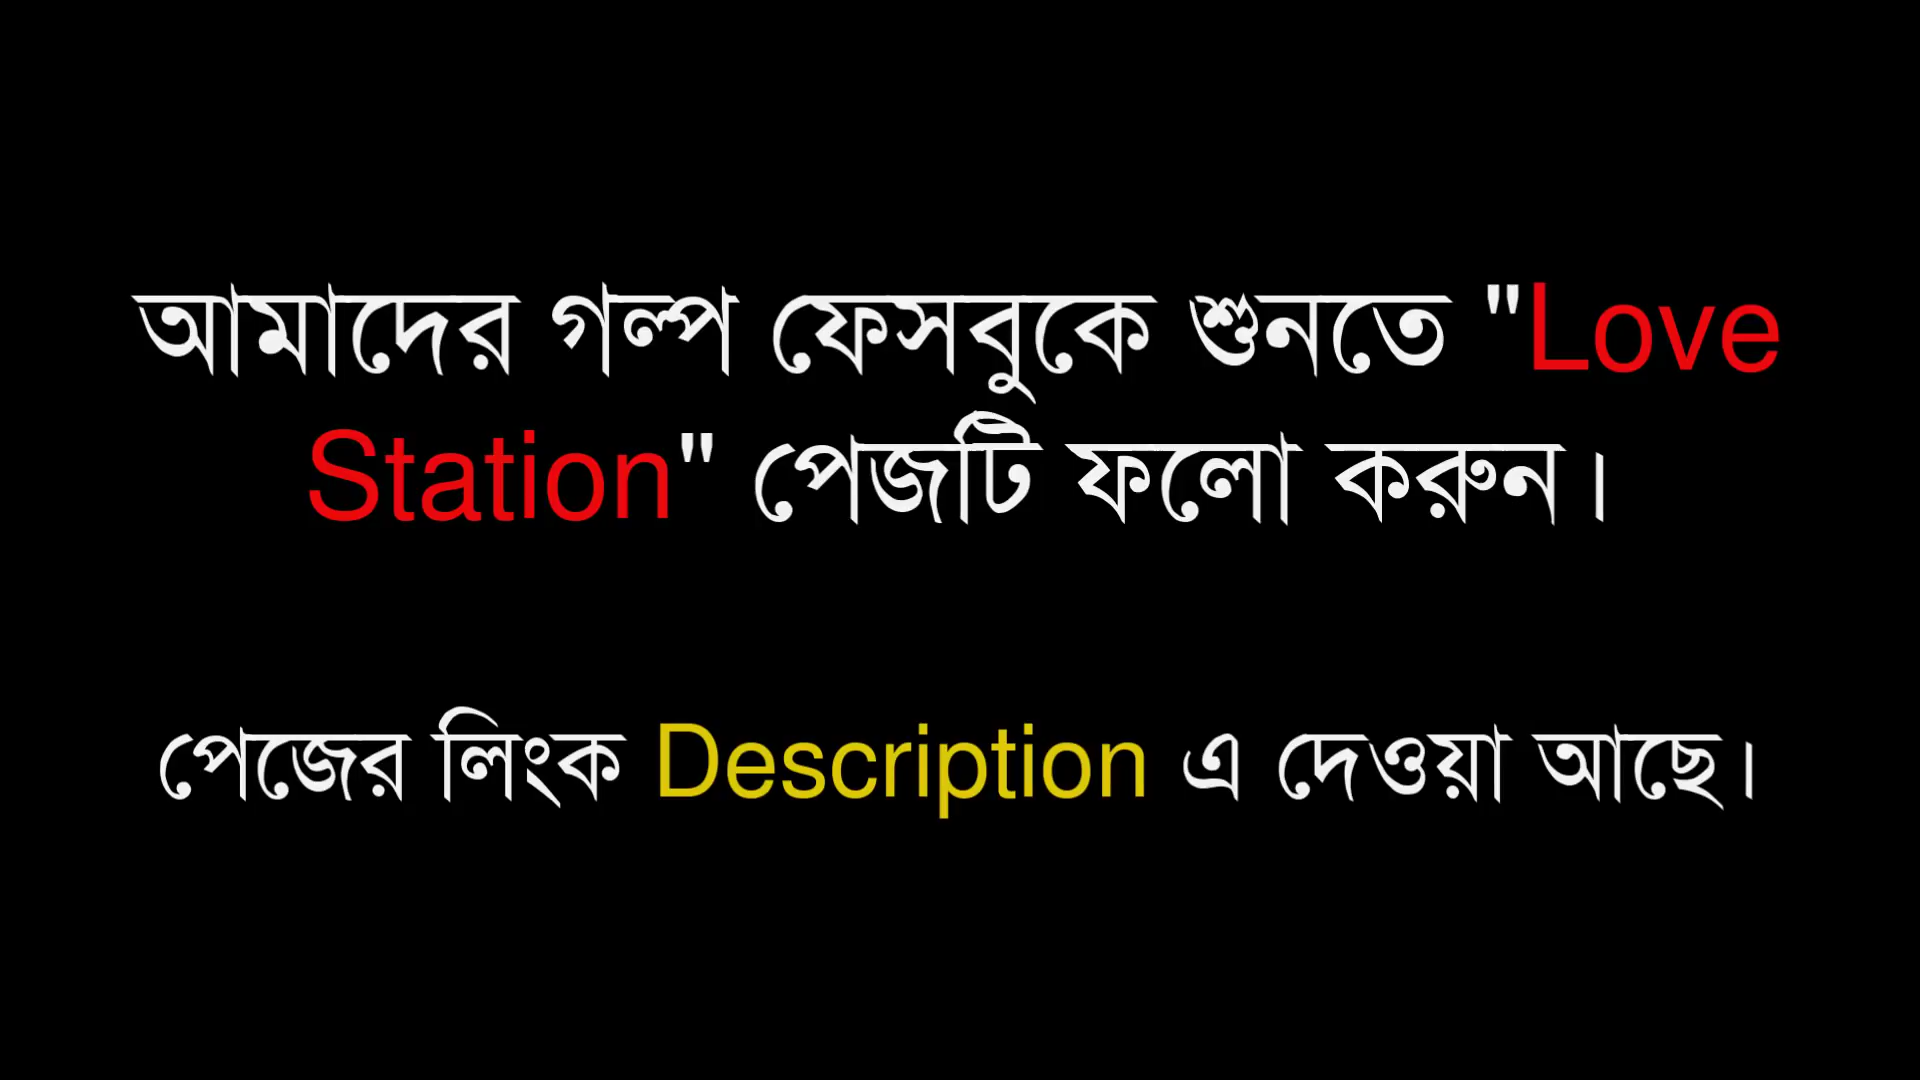 আমাদের গল্প ফেসবুকে শুনতে "Love
Station" পেজটি ফলো করুন।
পেজের লিংক Description এ দেওয়া আছে।